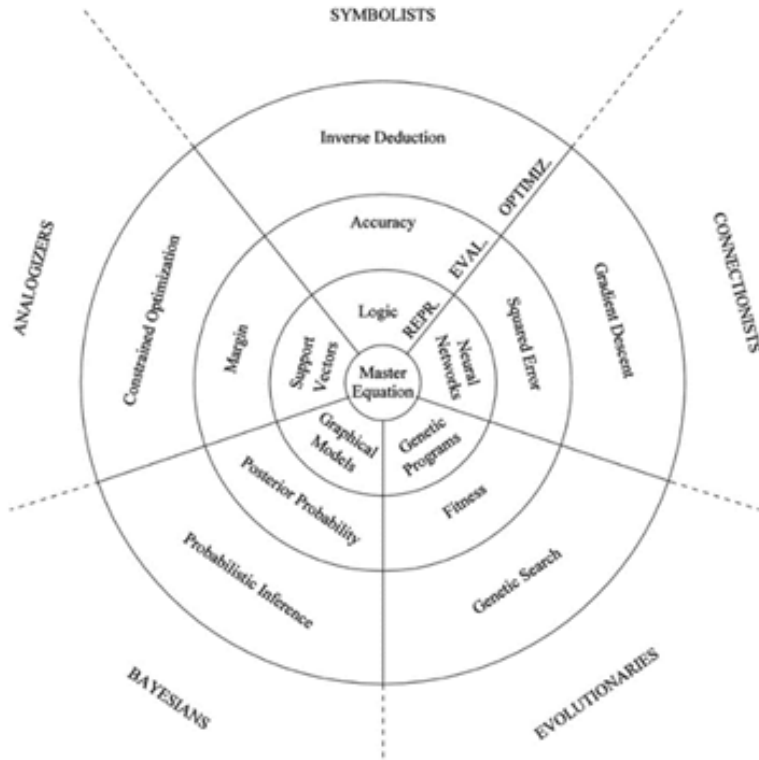 SYMBOLISTS
Inverse Deduction
OPTIMIZ.
Accuracy
EVAL.
Logic
REPR.
ANALOGIZERS
Constrained Optimization
Margin
Support
Vectors
Master
Equation
Neural
Networks
Squared Error
Gradient Descent
CONNECTIONISTS
Graphical
Models
Genetic
Programs
Posterior Probability
Fitness
Probabilistic Inference
Genetic Search
BAYESIANS
EVOLUTIONARIES